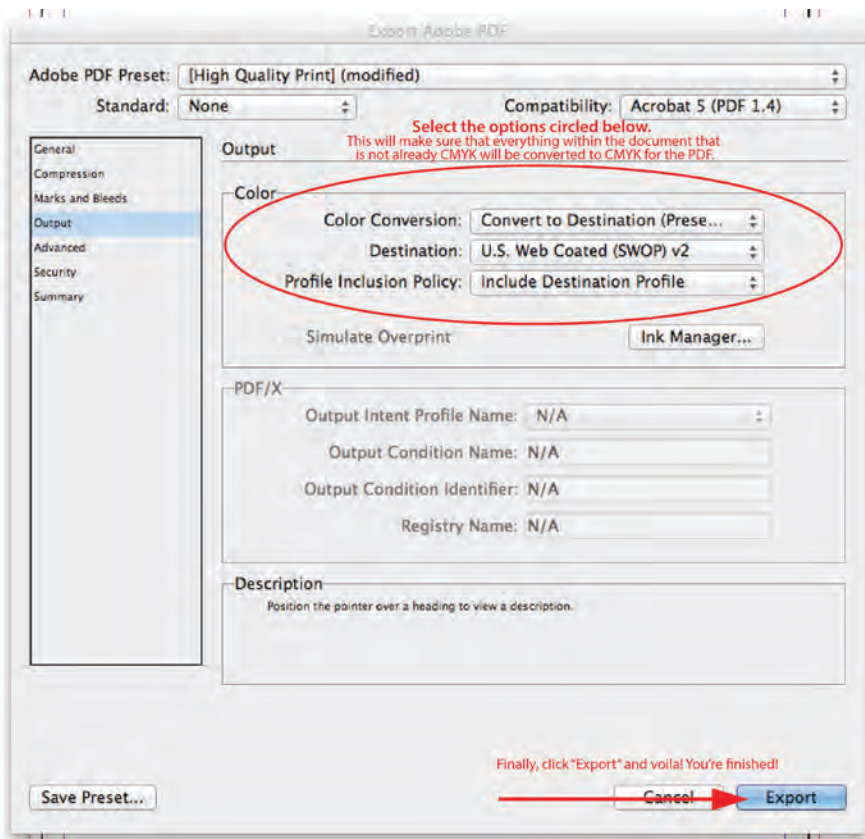 Export Adobe PDF
Adobe PDF Preset: [High Quality Print] (modified)
Standard: None Compatibility: Acrobat 5 (PDF 1.4)
Select the options circled below.
This will make sure that everything within the document that
is not already CMYK will be converted to CMYK for the PDF.
General
Compression
Marks and Bleeds
Output
Advanced
Security
Summary
Output
Color
Color Conversion: Convert to Destination (Prese...
Destination: U.S. Web Coated (SWOP) v2
Profile Inclusion Policy: Include Destination Profile
Simulate Overprint Ink Manager...
PDF/X
Output Intent Profile Name: N/A
Output Condition Name: N/A
Output Condition Identifier: N/A
Registry Name: N/A
Description
Position the pointer over a heading to view a description.
Finally, click "Export" and voila! You're finished!
Save Preset... Cancel Export